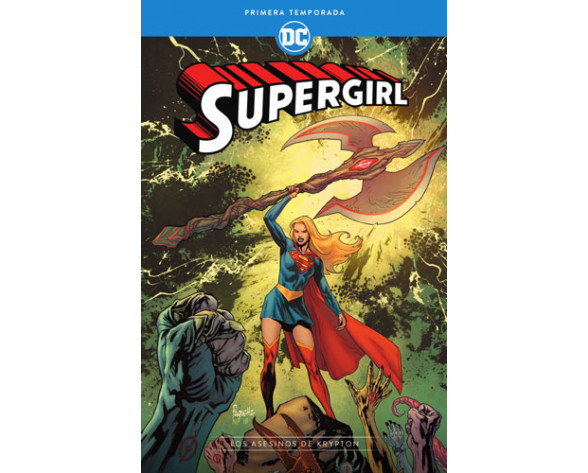 PRIMERA TEMPORADA
DC
SUPERGIRL
LOS ASESINOS DE KRYPTON